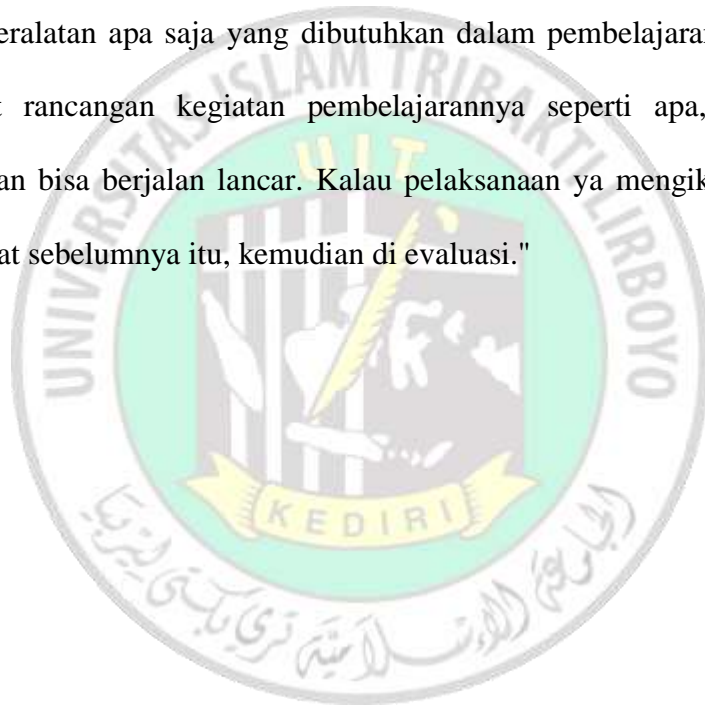 eralatan apa saja yang dibutuhkan dalam pembelajaran
rancangan kegiatan pembelajarannya seperti apa,
an bisa berjalan lancar. Kalau pelaksanaan ya mengik
at sebelumnya itu, kemudian di evaluasi."
UNIVERSITAS ISLAM TRIBAKTI LIRBOYO
UIT
KEDIRI